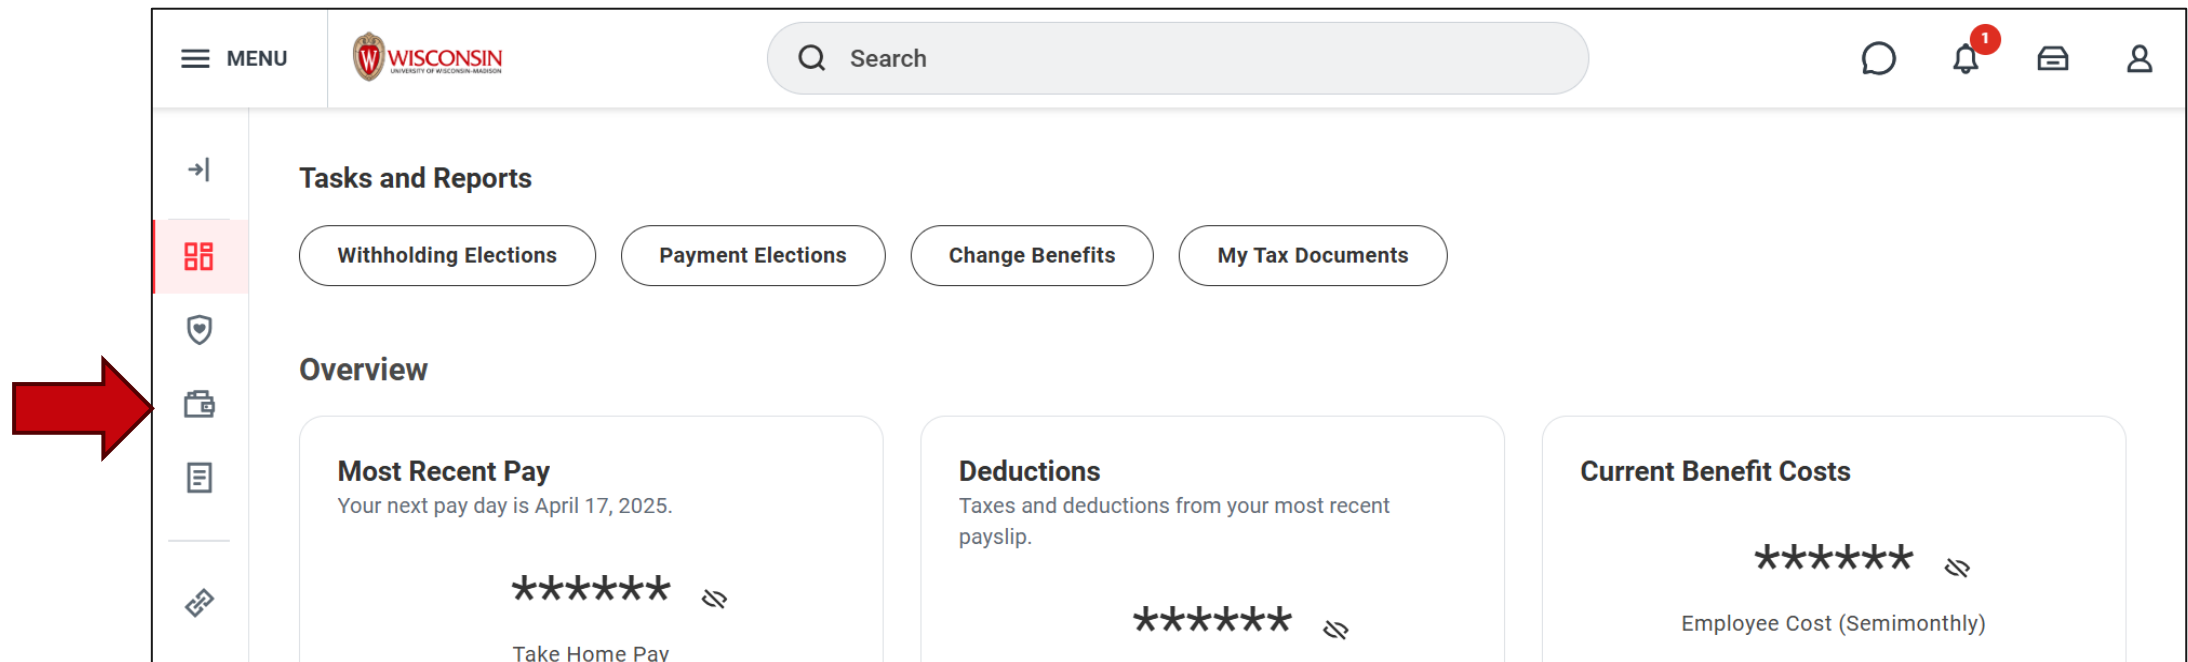 MENU
W WISCONSIN
UNIVERSITY OF WISCONSIN–MADISON
Search
1
Tasks and Reports
Withholding Elections
Payment Elections
Change Benefits
My Tax Documents
Overview
Most Recent Pay
Your next pay day is April 17, 2025.
******
Take Home Pay
Deductions
Taxes and deductions from your most recent
payslip.
******
Current Benefit Costs
******
Employee Cost (Semimonthly)